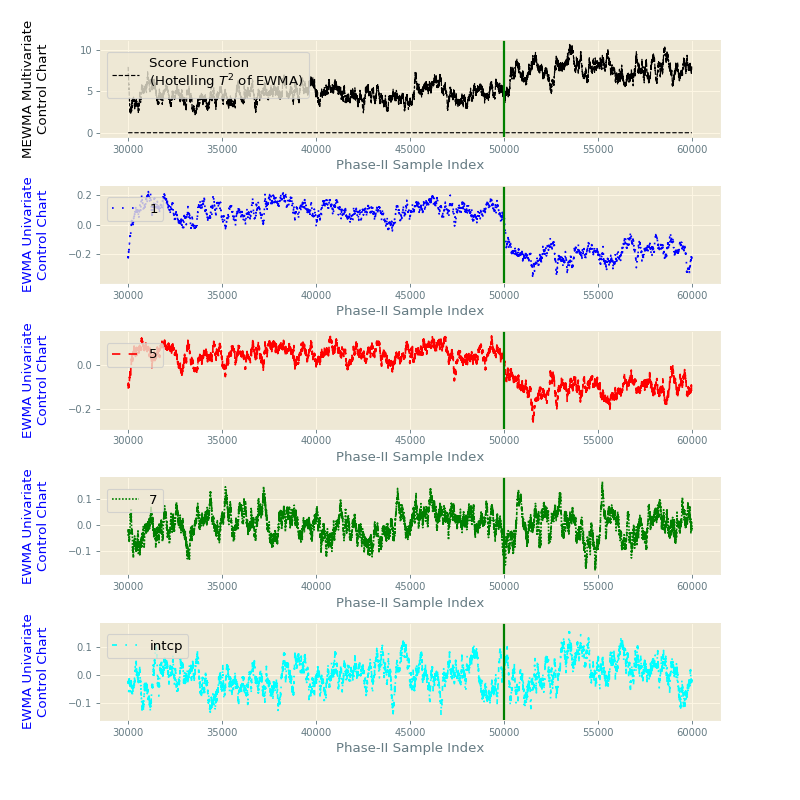 MEWMA Multivariate
Control Chart
10
5
0
Score Function
(Hotelling T² of EWMA)
30000 35000 40000 45000 50000 55000 60000
Phase-II Sample Index
EWMA Univariate
Control Chart
0.2
0.0
−0.2
1
30000 35000 40000 45000 50000 55000 60000
Phase-II Sample Index
EWMA Univariate
Control Chart
0.0
−0.2
5
30000 35000 40000 45000 50000 55000 60000
Phase-II Sample Index
EWMA Univariate
Control Chart
0.1
0.0
−0.1
7
30000 35000 40000 45000 50000 55000 60000
Phase-II Sample Index
EWMA Univariate
Control Chart
0.1
0.0
−0.1
intcp
30000 35000 40000 45000 50000 55000 60000
Phase-II Sample Index